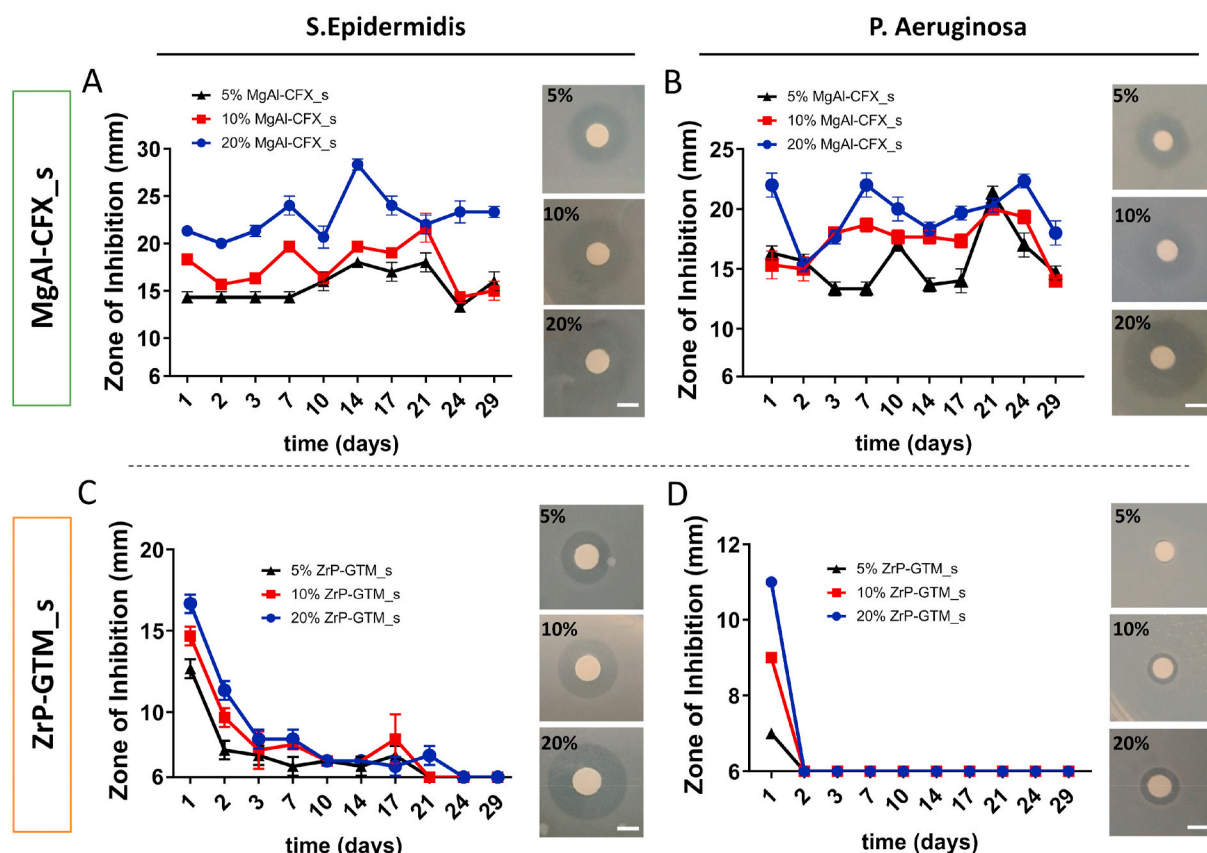 S.Epidermidis
P. Aeruginosa
MgAl-CFX_s
A
5% MgAl-CFX_s
10% MgAl-CFX_s
20% MgAl-CFX_s
Zone of Inhibition (mm)
30
25
20
15
10
6
1 2 3 7 10 14 17 21 24 29
time (days)
5%
10%
20%
B
5% MgAl-CFX_s
10% MgAl-CFX_s
20% MgAl-CFX_s
Zone of Inhibition (mm)
25
20
15
10
6
1 2 3 7 10 14 17 21 24 29
time (days)
5%
10%
20%
ZrP-GTM_s
C
5% ZrP-GTM_s
10% ZrP-GTM_s
20% ZrP-GTM_s
Zone of Inhibition (mm)
20
15
10
6
1 2 3 7 10 14 17 21 24 29
time (days)
5%
10%
20%
D
5% ZrP-GTM_s
10% ZrP-GTM_s
20% ZrP-GTM_s
Zone of Inhibition (mm)
12
10
8
6
1 2 3 7 10 14 17 21 24 29
time (days)
5%
10%
20%